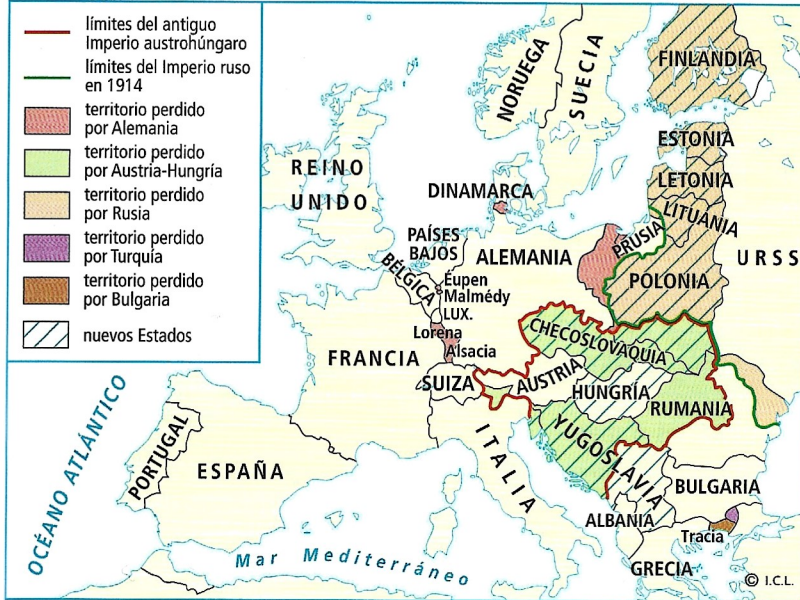 límites del antiguo
Imperio austrohúngaro
límites del Imperio ruso
en 1914
territorio perdido
por Alemania
territorio perdido
por Austria-Hungría
territorio perdido
por Rusia
territorio perdido
por Turquía
territorio perdido
por Bulgaria
nuevos Estados
NORUEGA
SUECIA
FINLANDIA
ESTONIA
LETONIA
LITUANIA
REINO
UNIDO
DINAMARCA
PRUSIA
PAÍSES
BAJOS
ALEMANIA
POLONIA
URSS
BÉLGICA
Eupen
Malmédy
LUX.
Lorena
Alsacia
CHECOSLOVAQUIA
FRANCIA
SUIZA
AUSTRIA
HUNGRÍA
RUMANIA
OCÉANO ATLÁNTICO
PORTUGAL
ESPAÑA
ITALIA
YUGOSLAVIA
BULGARIA
ALBANIA
Tracia
Mar Mediterráneo
GRECIA
© I.C.L.